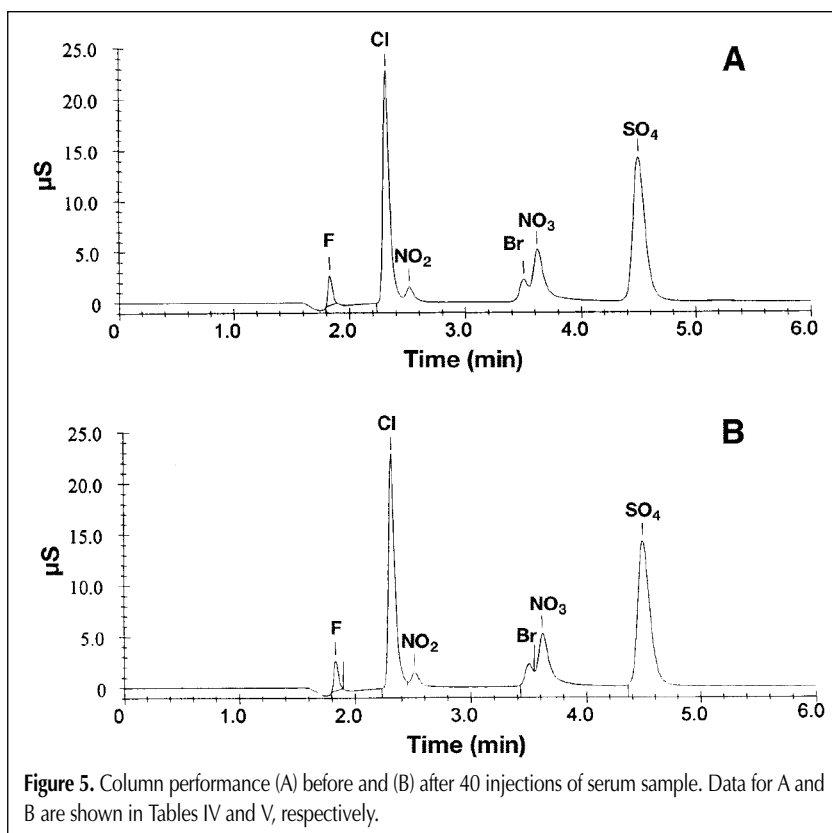 A
Cl
25.0
20.0
15.0
10.0
5.0
0
µS
F
NO₂
Br
NO₃
SO₄
0
2.0
3.0
4.0
5.0
6.0
Time (min)
B
Cl
25.0
20.0
15.0
10.0
5.0
0
µS
F
NO₂
Br
NO₃
SO₄
0
1.0
2.0
3.0
4.0
5.0
6.0
Time (min)
Figure 5. Column performance (A) before and (B) after 40 injections of serum sample. Data for A and
B are shown in Tables IV and V, respectively.